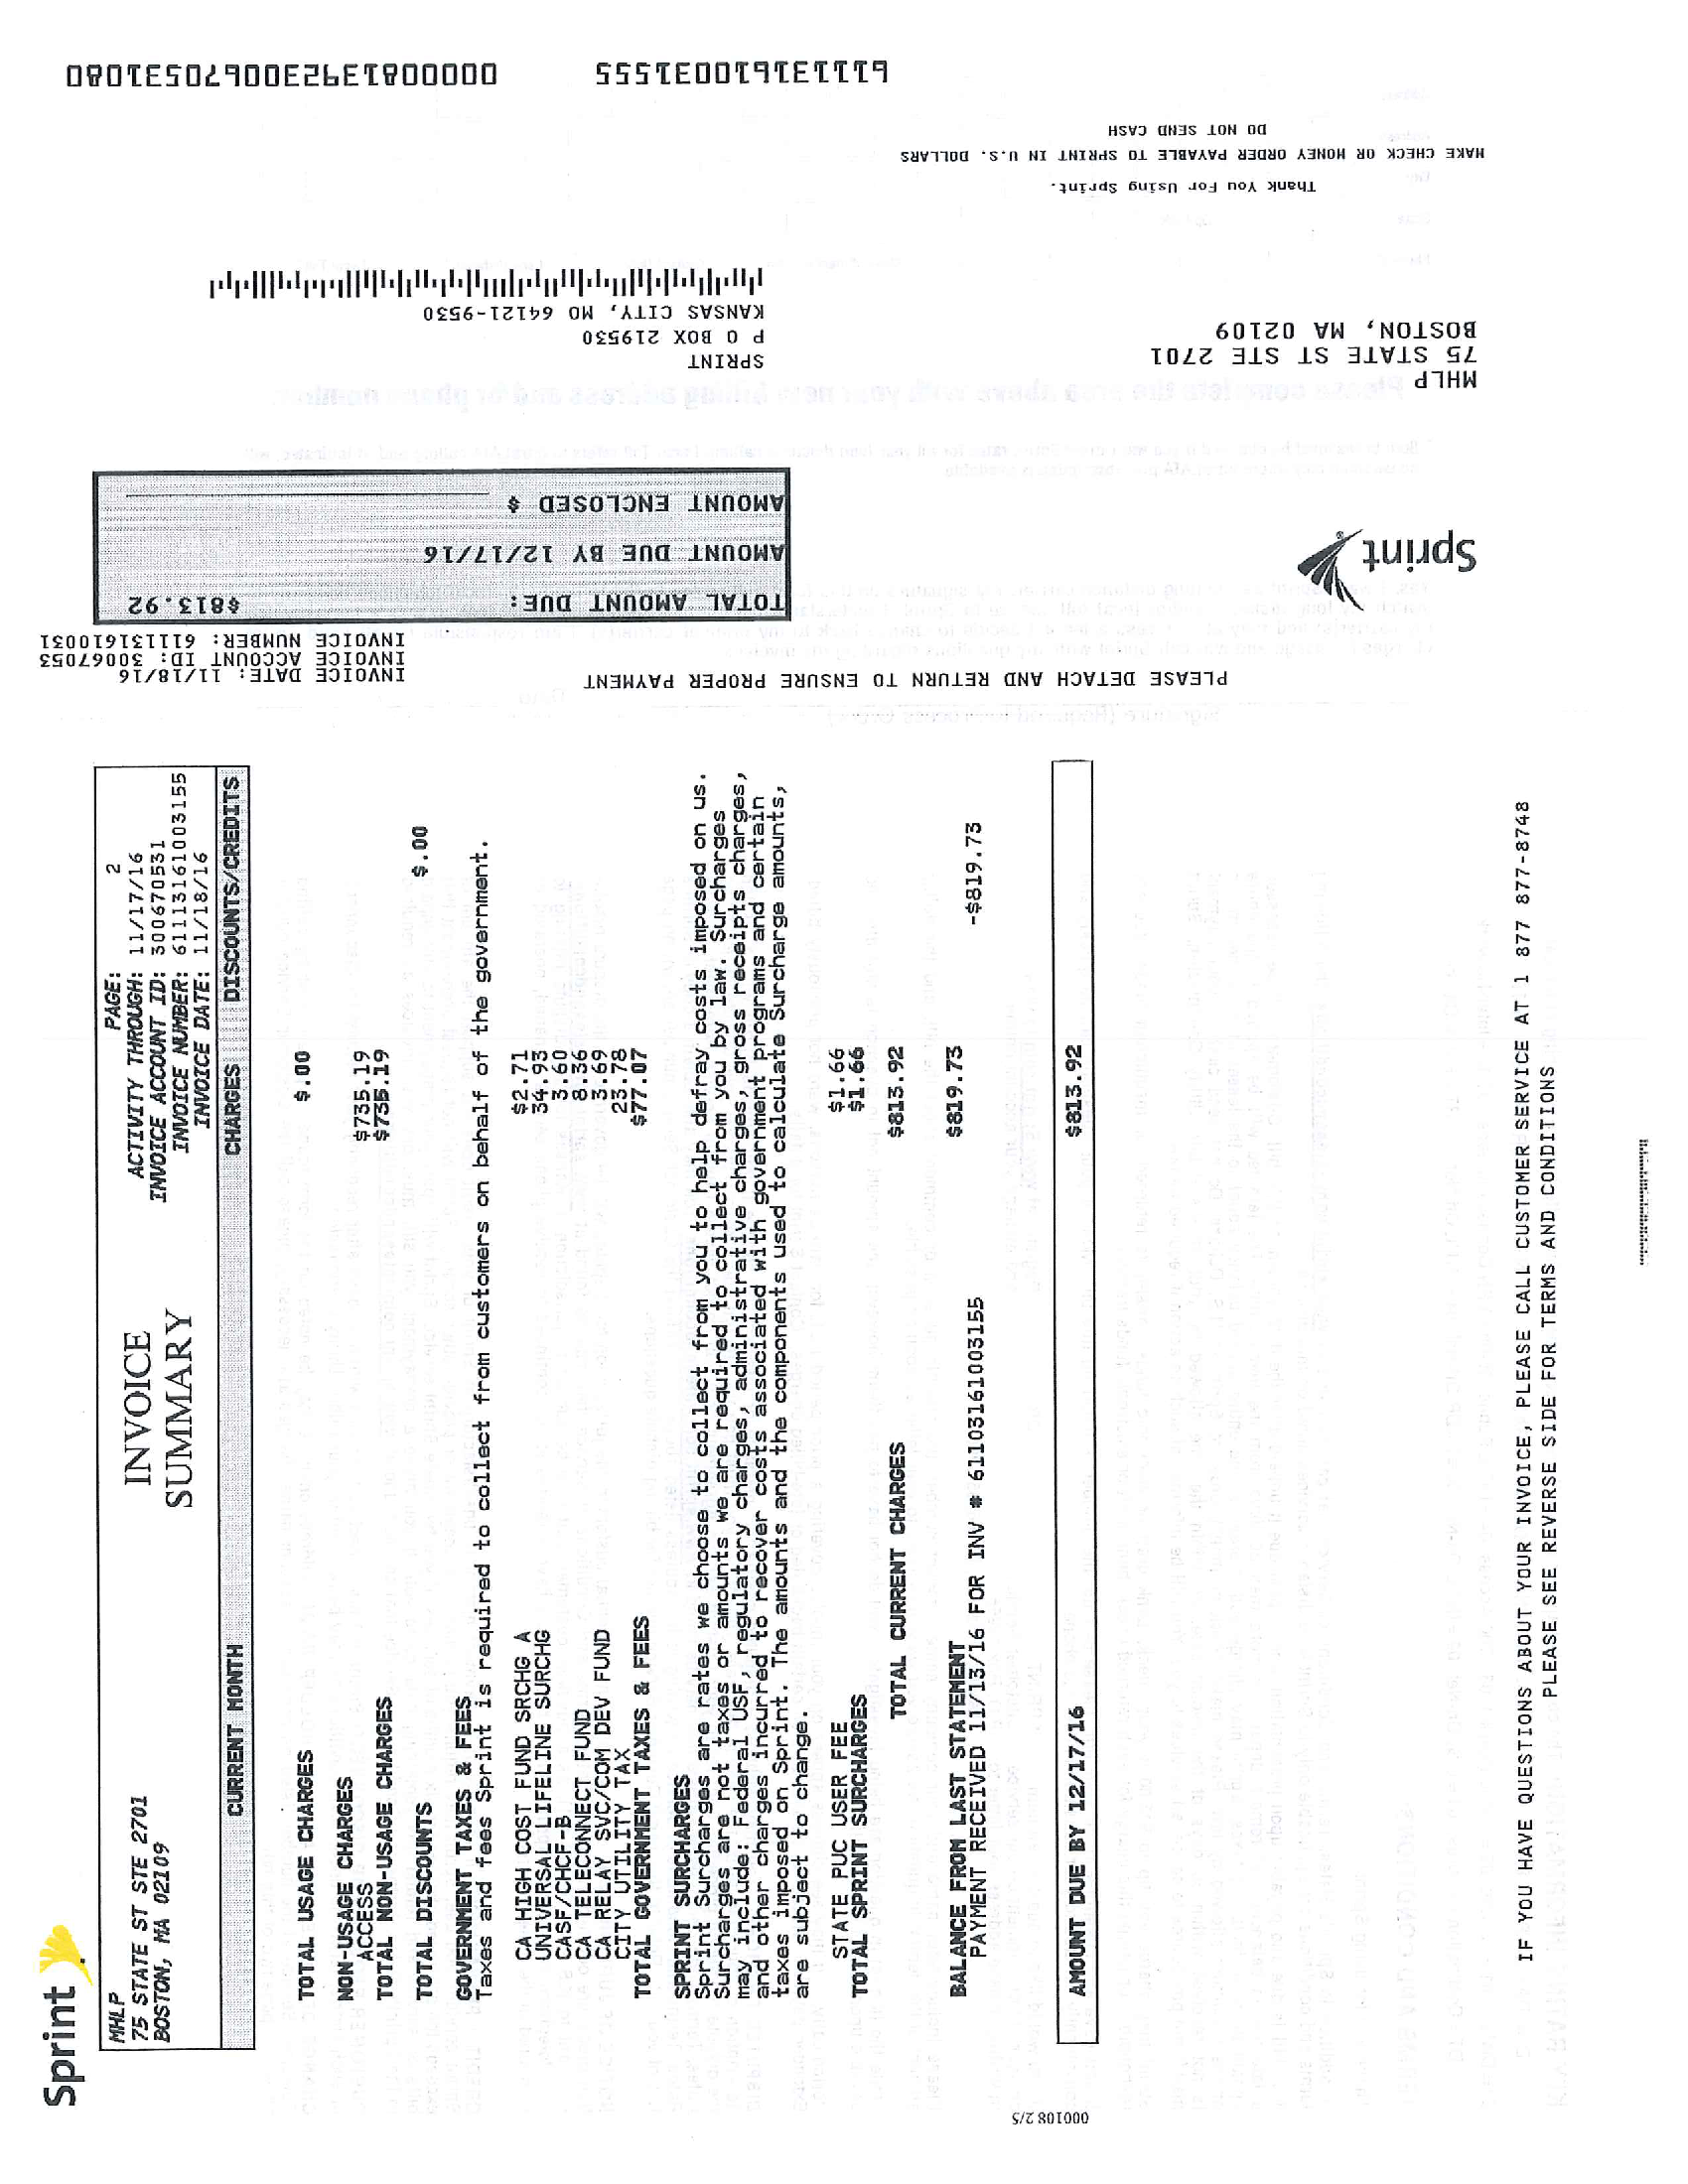 Sprint
MHLP
75 STATE ST STE 2701
BOSTON, MA 02109
INVOICE
SUMMARY
PAGE: 2
ACTIVITY THROUGH: 11/17/16
INVOICE ACCOUNT ID: 300670531
INVOICE NUMBER: 61113161003155
INVOICE DATE: 11/18/16
CURRENT MONTH CHARGES DISCOUNTS/CREDITS
TOTAL USAGE CHARGES $.00
NON-USAGE CHARGES
ACCESS $735.19
TOTAL NON-USAGE CHARGES $735.19
TOTAL DISCOUNTS $.00
GOVERNMENT TAXES & FEES
Taxes and fees Sprint is required to collect from customers on behalf of the government.
CA HIGH COST FUND SRCHG A $2.71
UNIVERSAL LIFELINE SURCHG 34.93
CASF/CHCF-B 3.60
CA TELECONNECT FUND 8.36
CA RELAY SVC/COM DEV FUND 3.69
CITY UTILITY TAX 23.78
TOTAL GOVERNMENT TAXES & FEES $77.07
SPRINT SURCHARGES
Sprint Surcharges are rates we choose to collect from you to help defray costs imposed on us.
Surcharges are not taxes or amounts we are required to collect from you by law. Surcharges
may include: Federal USF, regulatory charges, administrative charges, gross receipts charges,
and other charges incurred to recover costs associated with government programs and certain
taxes imposed on Sprint. The amounts and the components used to calculate Surcharge amounts,
are subject to change.
STATE PUC USER FEE $1.66
TOTAL SPRINT SURCHARGES $1.66
TOTAL CURRENT CHARGES $813.92
BALANCE FROM LAST STATEMENT $819.73
PAYMENT RECEIVED 11/13/16 FOR INV # 61103161003155 -$819.73
AMOUNT DUE BY 12/17/16 $813.92
IF YOU HAVE QUESTIONS ABOUT YOUR INVOICE, PLEASE CALL CUSTOMER SERVICE AT 1 877 877-8748
PLEASE SEE REVERSE SIDE FOR TERMS AND CONDITIONS
000108 2/5
PLEASE DETACH AND RETURN TO ENSURE PROPER PAYMENT
INVOICE DATE: 11/18/16
INVOICE ACCOUNT ID: 30067053
INVOICE NUMBER: 611131610031
Sprint
TOTAL AMOUNT DUE: $813.92
AMOUNT DUE BY 12/17/16
AMOUNT ENCLOSED $
MHLP
75 STATE ST STE 2701
BOSTON, MA 02109
SPRINT
P O BOX 219530
KANSAS CITY, MO 64121-9530
Thank You For Using Sprint.
MAKE CHECK OR MONEY ORDER PAYABLE TO SPRINT IN U.S. DOLLARS
DO NOT SEND CASH
611131610031555 0000081392300670531080